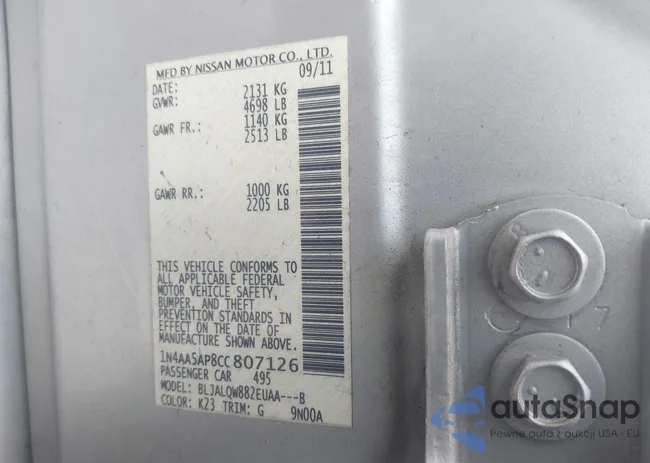 MFD BY NISSAN MOTOR CO., LTD.
DATE: 09/11
GVWR: 2131 KG
4698 LB
GAWR FR.: 1140 KG
2513 LB
GAWR RR.: 1000 KG
2205 LB
THIS VEHICLE CONFORMS TO
ALL APPLICABLE FEDERAL
MOTOR VEHICLE SAFETY,
BUMPER, AND THEFT
PREVENTION STANDARDS IN
EFFECT ON THE DATE OF
MANUFACTURE SHOWN ABOVE.
1N4AA5AP8CC807126
PASSENGER CAR 495
MODEL: BLJALQW882EUAA---B
COLOR: K23 TRIM: G 9N00A
C 17
autoSnap
Pewne auta z aukcji USA i EU